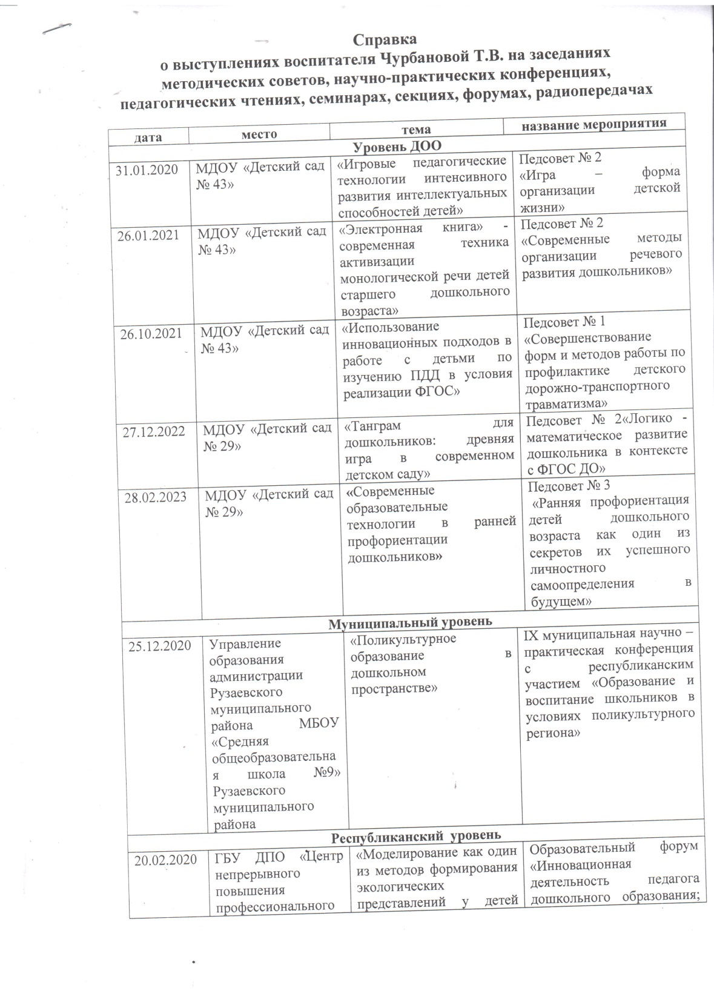 Справка
о выступлениях воспитателя Чурбановой Т.В. на заседаниях
методических советов, научно-практических конференциях,
педагогических чтениях, семинарах, секциях, форумах, радиопередачах
дата
место
тема
название мероприятия
Уровень ДОО
31.01.2020
МДОУ «Детский сад
№ 43»
«Игровые педагогические
технологии интенсивного
развития интеллектуальных
способностей детей»
Педсовет № 2
«Игра – форма
организации детской
жизни»
26.01.2021
МДОУ «Детский сад
№ 43»
«Электронная книга» -
современная техника
активизации
монологической речи детей
старшего дошкольного
возраста»
Педсовет № 2
«Современные методы
организации речевого
развития дошкольников»
26.10.2021
МДОУ «Детский сад
№ 43»
«Использование
инновационных подходов в
работе с детьми по
изучению ПДД в условия
реализации ФГОС»
Педсовет № 1
«Совершенствование
форм и методов работы по
профилактике детского
дорожно-транспортного
травматизма»
27.12.2022
МДОУ «Детский сад
№ 29»
«Танграм для
дошкольников: древняя
игра в современном
детском саду»
Педсовет № 2«Логико -
математическое развитие
дошкольника в контексте
с ФГОС ДО»
28.02.2023
МДОУ «Детский сад
№ 29»
«Современные
образовательные
технологии в ранней
профориентации
дошкольников»
Педсовет № 3
«Ранняя профориентация
детей дошкольного
возраста как один из
секретов их успешного
личностного
самоопределения в
будущем»
Муниципальный уровень
25.12.2020
Управление
образования
администрации
Рузаевского
муниципального
района МБОУ
«Средняя
общеобразовательна
я школа №9»
Рузаевского
муниципального
района
«Поликультурное
образование в
дошкольном
пространстве»
IX муниципальная научно –
практическая конференция
с республиканским
участием «Образование и
воспитание школьников в
условиях поликультурного
региона»
Республиканский уровень
20.02.2020
ГБУ ДПО «Центр
непрерывного
повышения
профессионального
«Моделирование как один
из методов формирования
экологических
представлений у детей
Образовательный форум
«Инновационная
деятельность педагога
дошкольного образования;